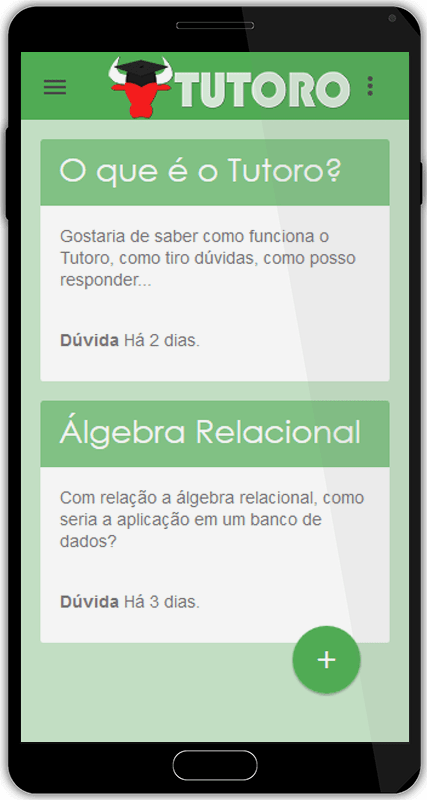 TUTORO
O que é o Tutoro?
Gostaria de saber como funciona o
Tutoro, como tiro dúvidas, como posso
responder...
Dúvida Há 2 dias.
Álgebra Relacional
Com relação a álgebra relacional, como
seria a aplicação em um banco de
dados?
Dúvida Há 3 dias.
+